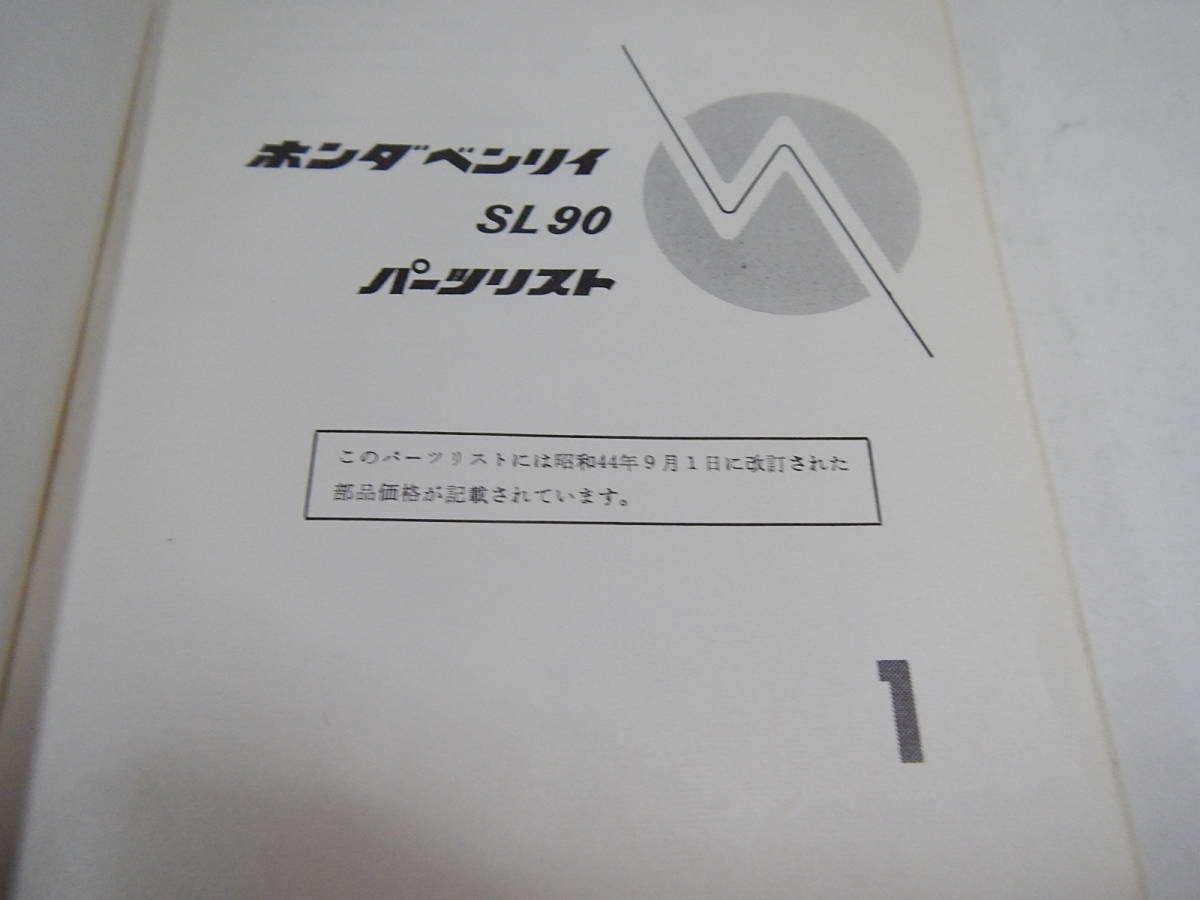 ホンダベンリイ
SL90
パーツリスト
このパーツリストには昭和44年9月1日に改訂された
部品価格が記載されています。
1